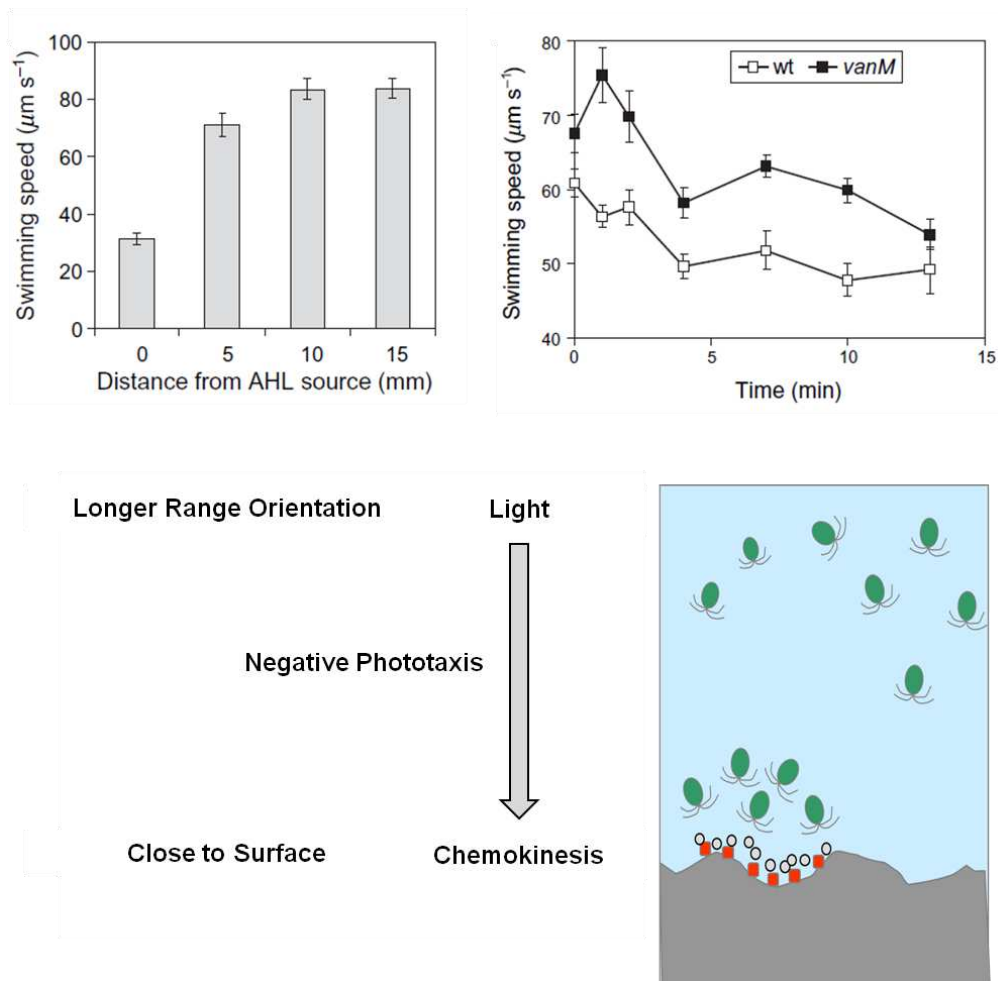 Swimming speed (μm s⁻¹)
100
80
60
40
20
0
0 5 10 15
Distance from AHL source (mm)
Swimming speed (μm s⁻¹)
80
70
60
50
40
wt vanM
0 5 10 15
Time (min)
Longer Range Orientation
Light
Negative Phototaxis
Close to Surface
Chemokinesis